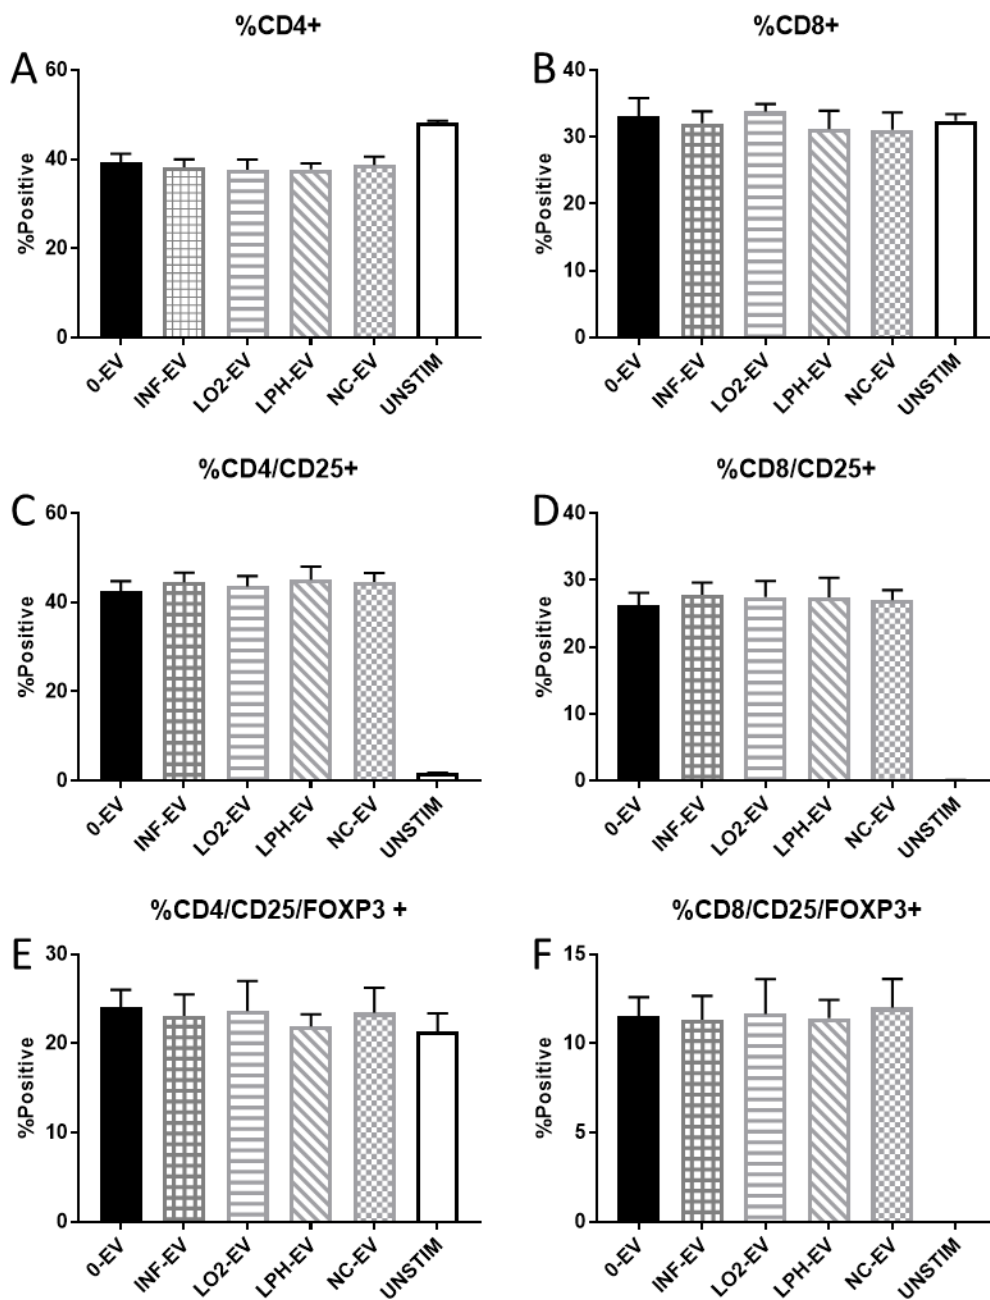 %CD4+
%CD8+
A
B
60
40
20
0
%Positive
0-EV
INF-EV
LO2-EV
LPH-EV
NC-EV
UNSTIM
40
30
20
10
0
%Positive
0-EV
INF-EV
LO2-EV
LPH-EV
NC-EV
UNSTIM
%CD4/CD25+
%CD8/CD25+
C
D
60
40
20
0
%Positive
0-EV
INF-EV
LO2-EV
LPH-EV
NC-EV
UNSTIM
40
30
20
10
0
%Positive
0-EV
INF-EV
LO2-EV
LPH-EV
NC-EV
UNSTIM
%CD4/CD25/FOXP3 +
%CD8/CD25/FOXP3+
E
F
30
20
10
0
%Positive
0-EV
INF-EV
LO2-EV
LPH-EV
NC-EV
UNSTIM
15
10
5
0
%Positive
0-EV
INF-EV
LO2-EV
LPH-EV
NC-EV
UNSTIM